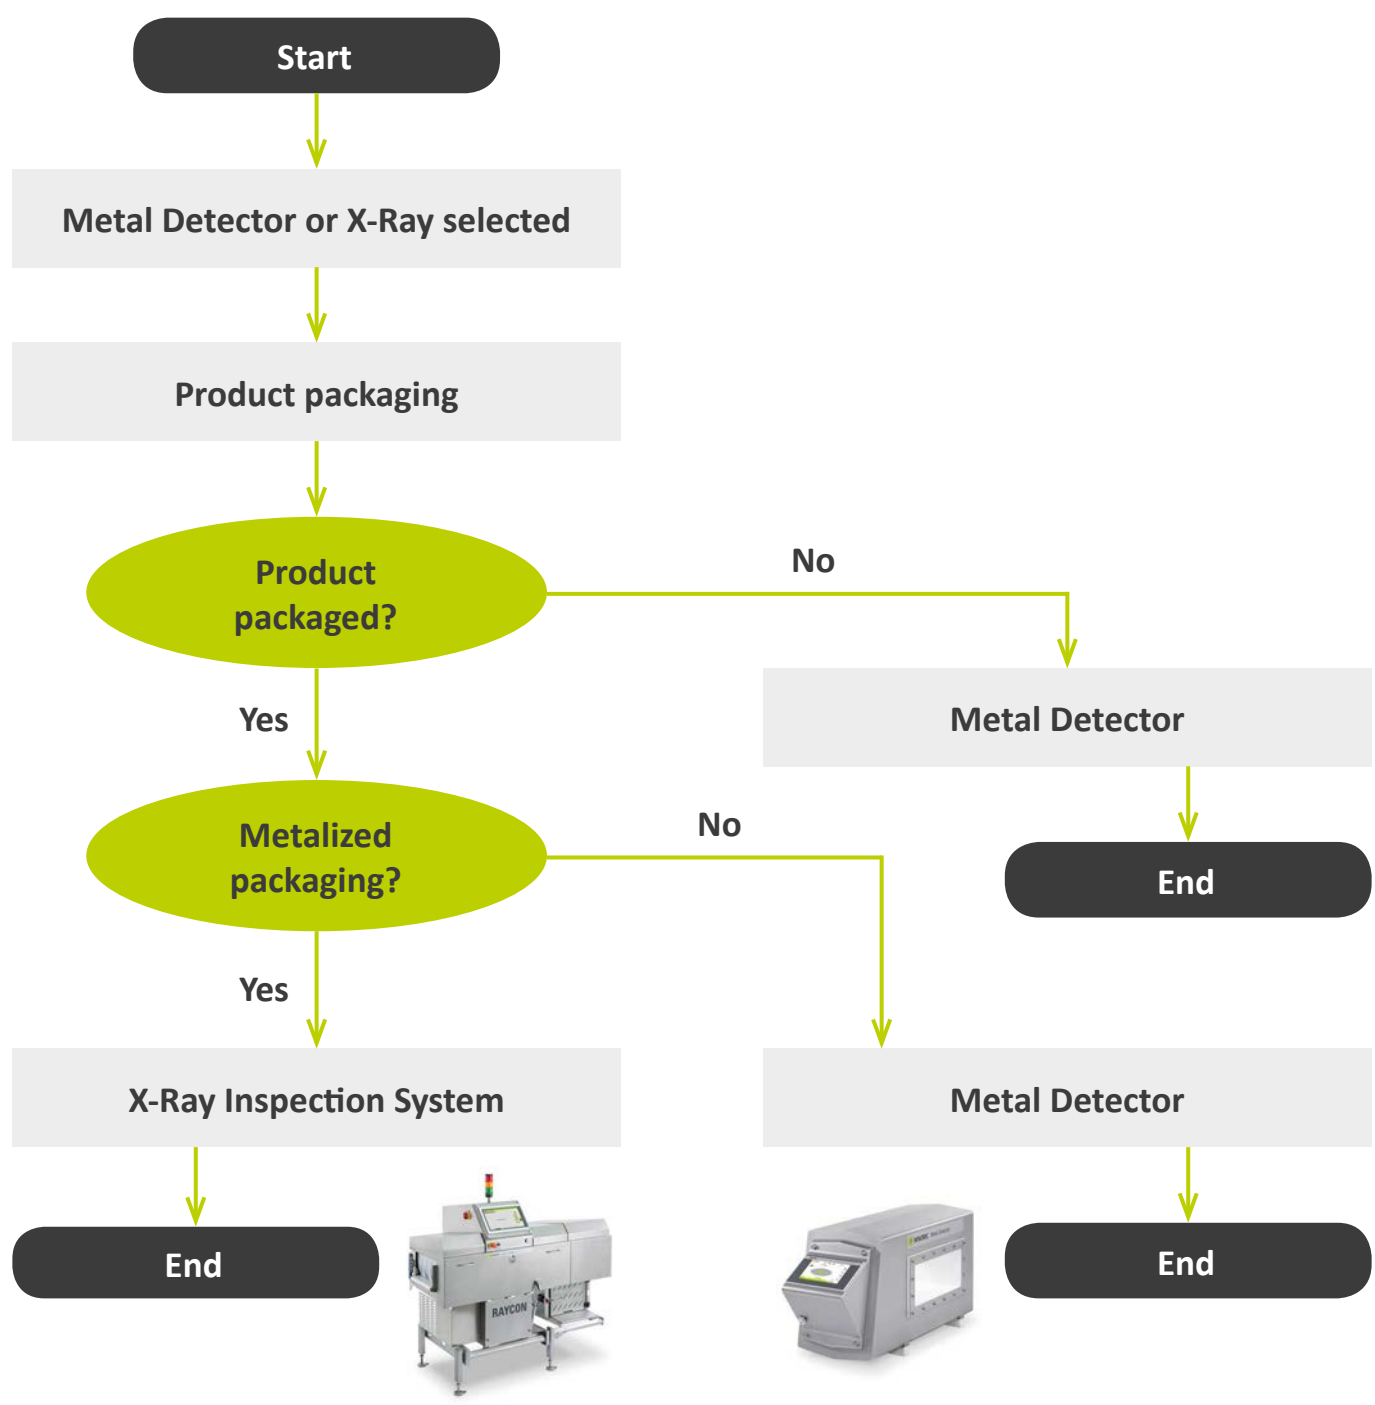 Start
Metal Detector or X-Ray selected
Product packaging
Product
packaged?
No
Yes
Metal Detector
End
Metalized
packaging?
No
Yes
X-Ray Inspection System
Metal Detector
End
End
RAYCON